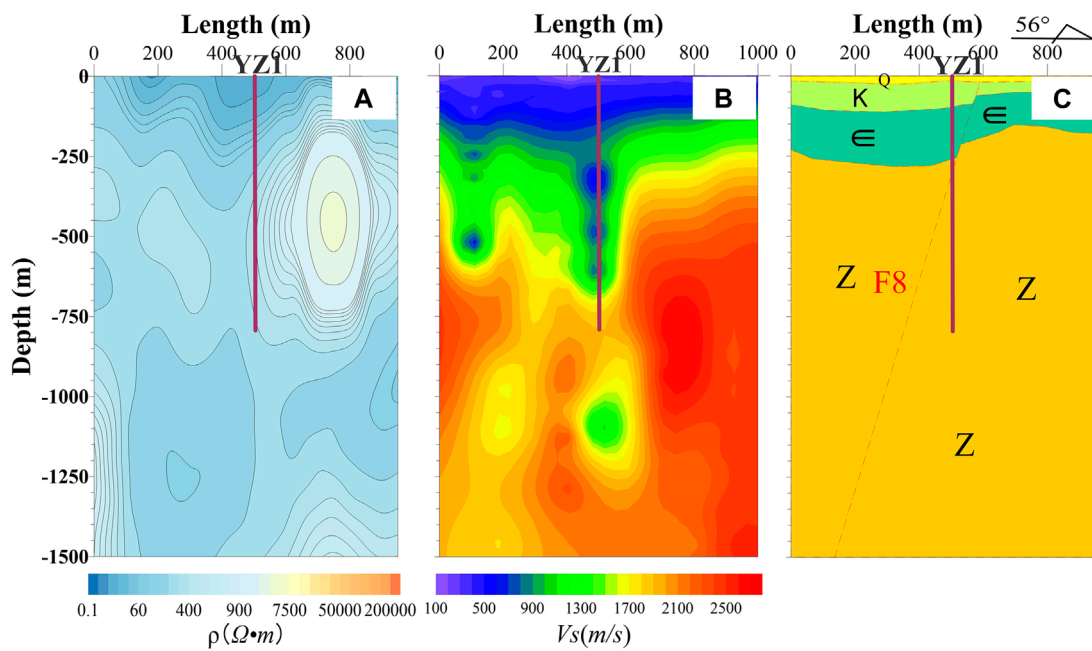 Length (m)
Length (m)
Length (m)
56°
0 200 400 600 800
0 200 400 600 800 1000
0 200 400 600 800
YZ1
YZ1
YZ1
A
B
C
Q
K
∈
∈
0
-250
-500
-750
-1000
-1250
-1500
Depth (m)
Z
F8
Z
Z
0.1 60 400 900 7500 50000 200000
ρ(Ω•m)
100 500 900 1300 1700 2100 2500
Vs(m/s)